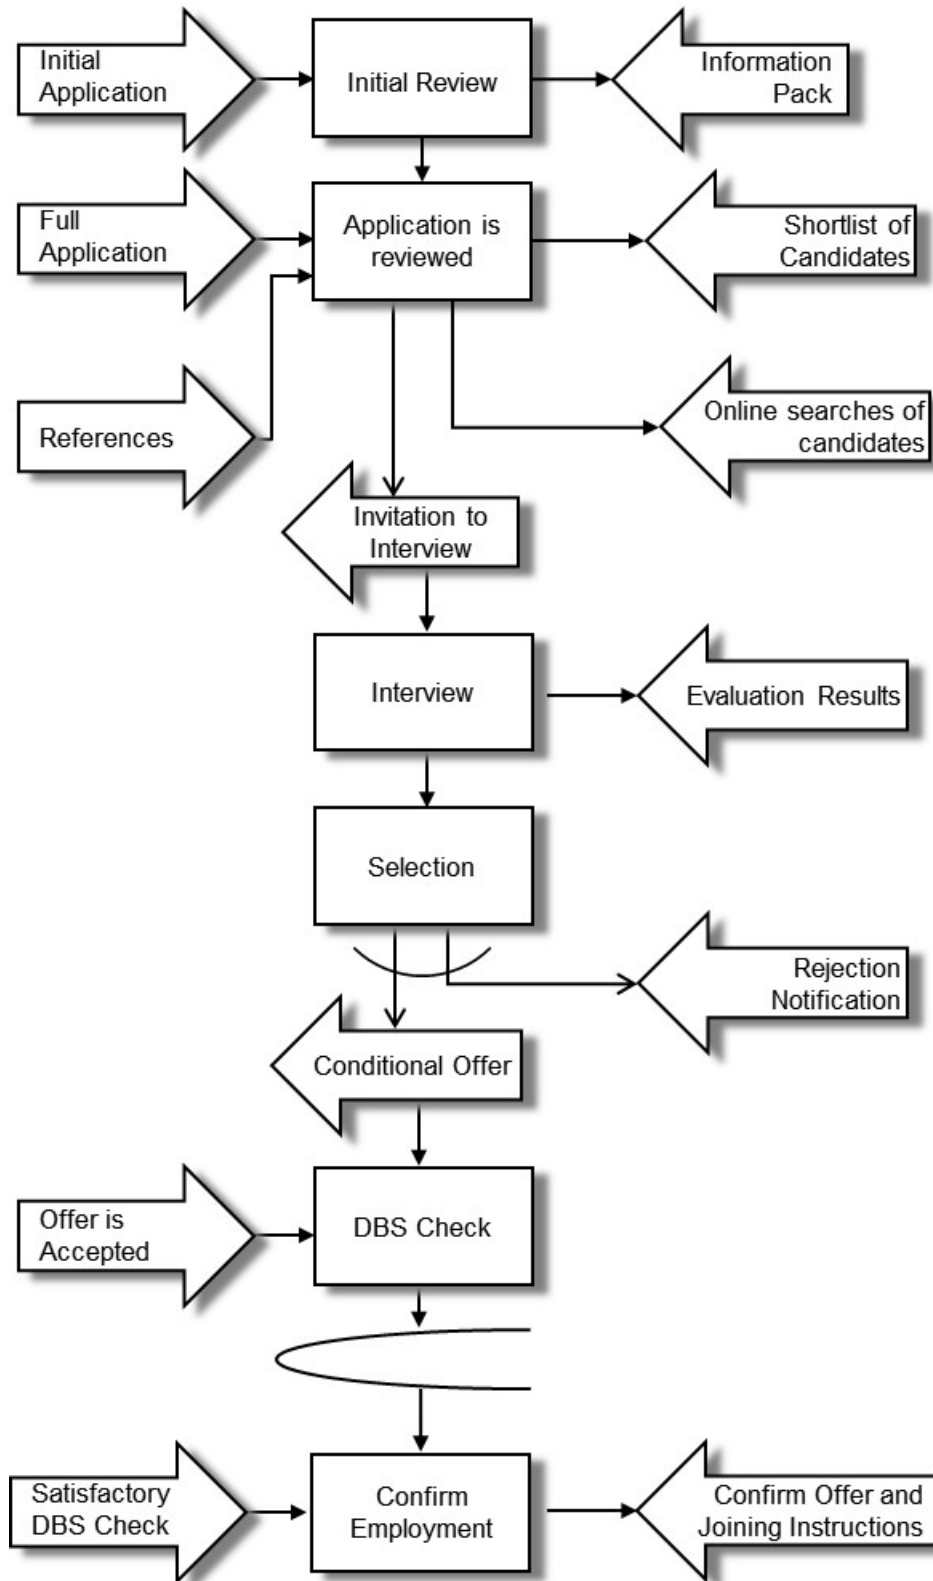 Initial
Application
Initial Review
Information
Pack
Full
Application
Application is
reviewed
Shortlist of
Candidates
References
Online searches of
candidates
Invitation to
Interview
Interview
Evaluation Results
Selection
Rejection
Notification
Conditional Offer
Offer is
Accepted
DBS Check
Satisfactory
DBS Check
Confirm
Employment
Confirm Offer and
Joining Instructions